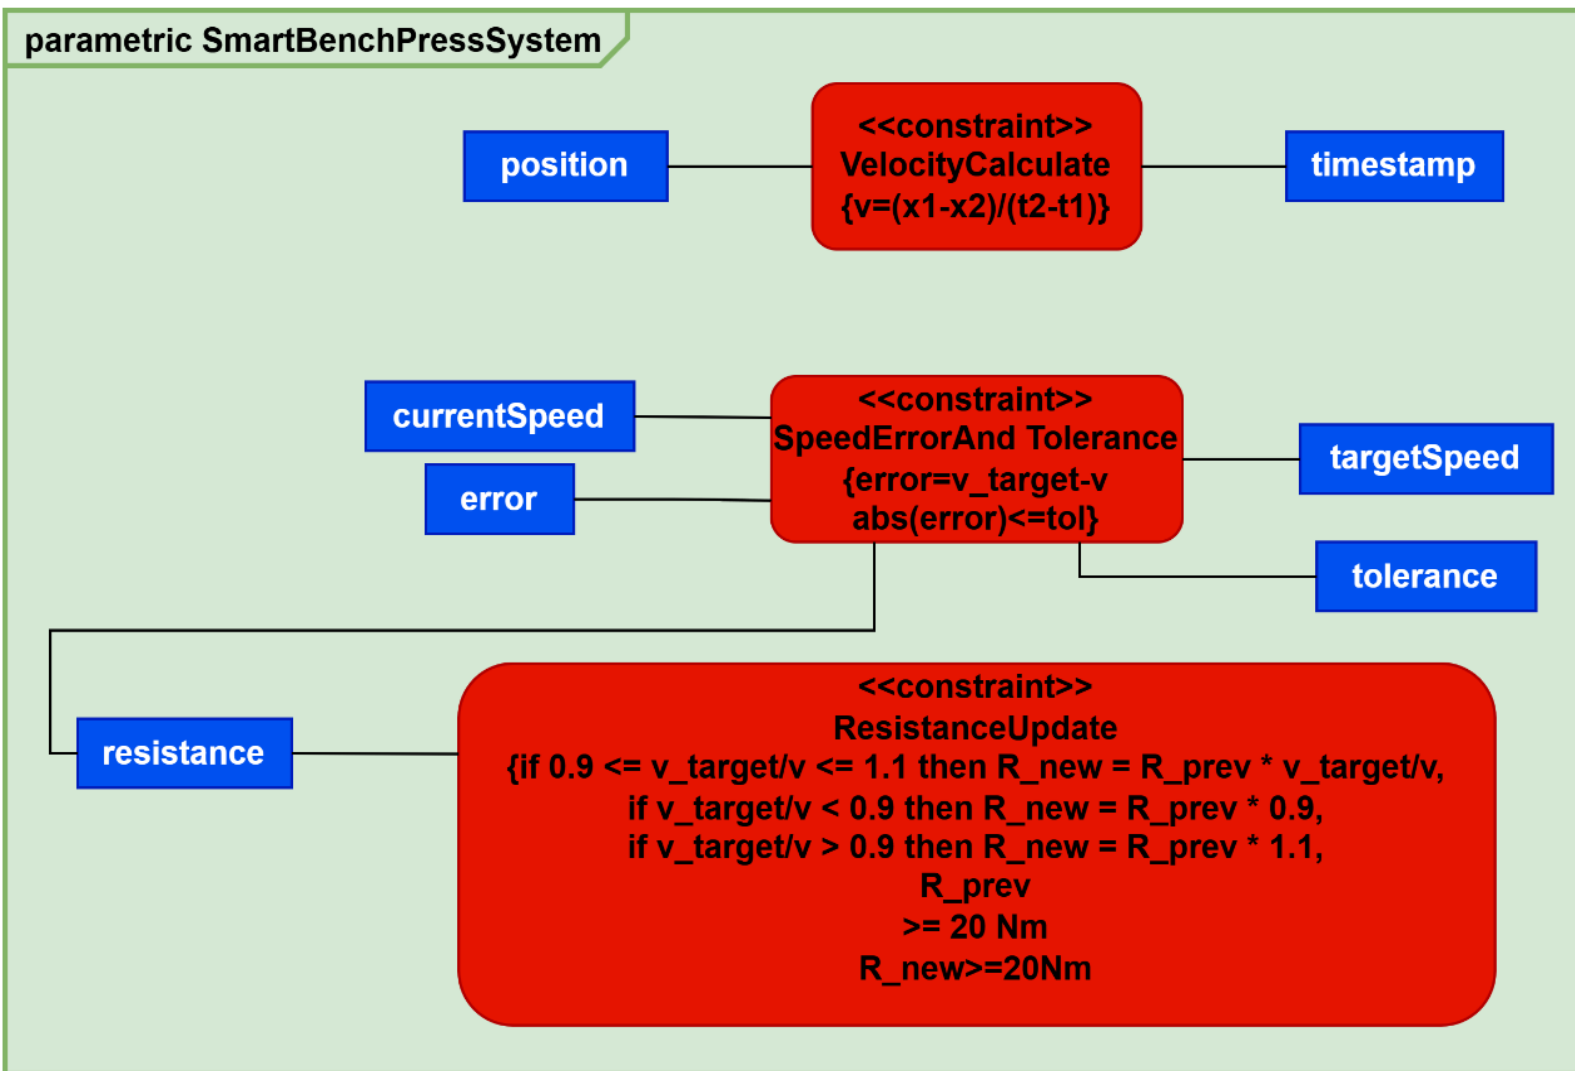 parametric SmartBenchPressSystem
<<constraint>>
VelocityCalculate
{v=(x1-x2)/(t2-t1)}
position
timestamp
<<constraint>>
SpeedErrorAnd Tolerance
{error=v_target-v
abs(error)<=tol}
currentSpeed
error
targetSpeed
tolerance
resistance
<<constraint>>
ResistanceUpdate
{if 0.9 <= v_target/v <= 1.1 then R_new = R_prev * v_target/v,
if v_target/v < 0.9 then R_new = R_prev * 0.9,
if v_target/v > 0.9 then R_new = R_prev * 1.1,
R_prev
>= 20 Nm
R_new>=20Nm